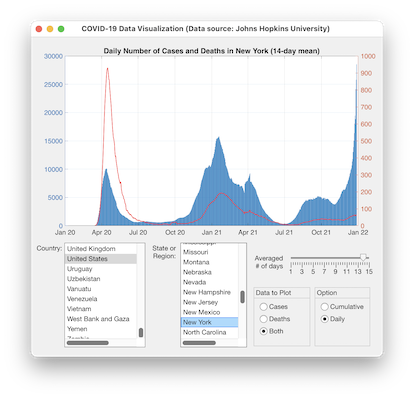 COVID-19 Data Visualization (Data source: Johns Hopkins University)
Daily Number of Cases and Deaths in New York (14-day mean)
30000
25000
20000
15000
10000
5000
0
1000
900
800
700
600
500
400
300
200
100
0
Jan 20 Apr 20 Jul 20 Oct 20 Jan 21 Apr 21 Jul 21 Oct 21 Jan 22
Country:
United Kingdom
United States
Uruguay
Uzbekistan
Vanuatu
Venezuela
Vietnam
West Bank and Gaza
Yemen
Zambia
State or
Region:
Mississippi
Missouri
Montana
Nebraska
Nevada
New Hampshire
New Jersey
New Mexico
New York
North Carolina
Averaged
# of days
1 3 5 7 9 11 13 15
Data to Plot
Cases
Deaths
Both
Option
Cumulative
Daily